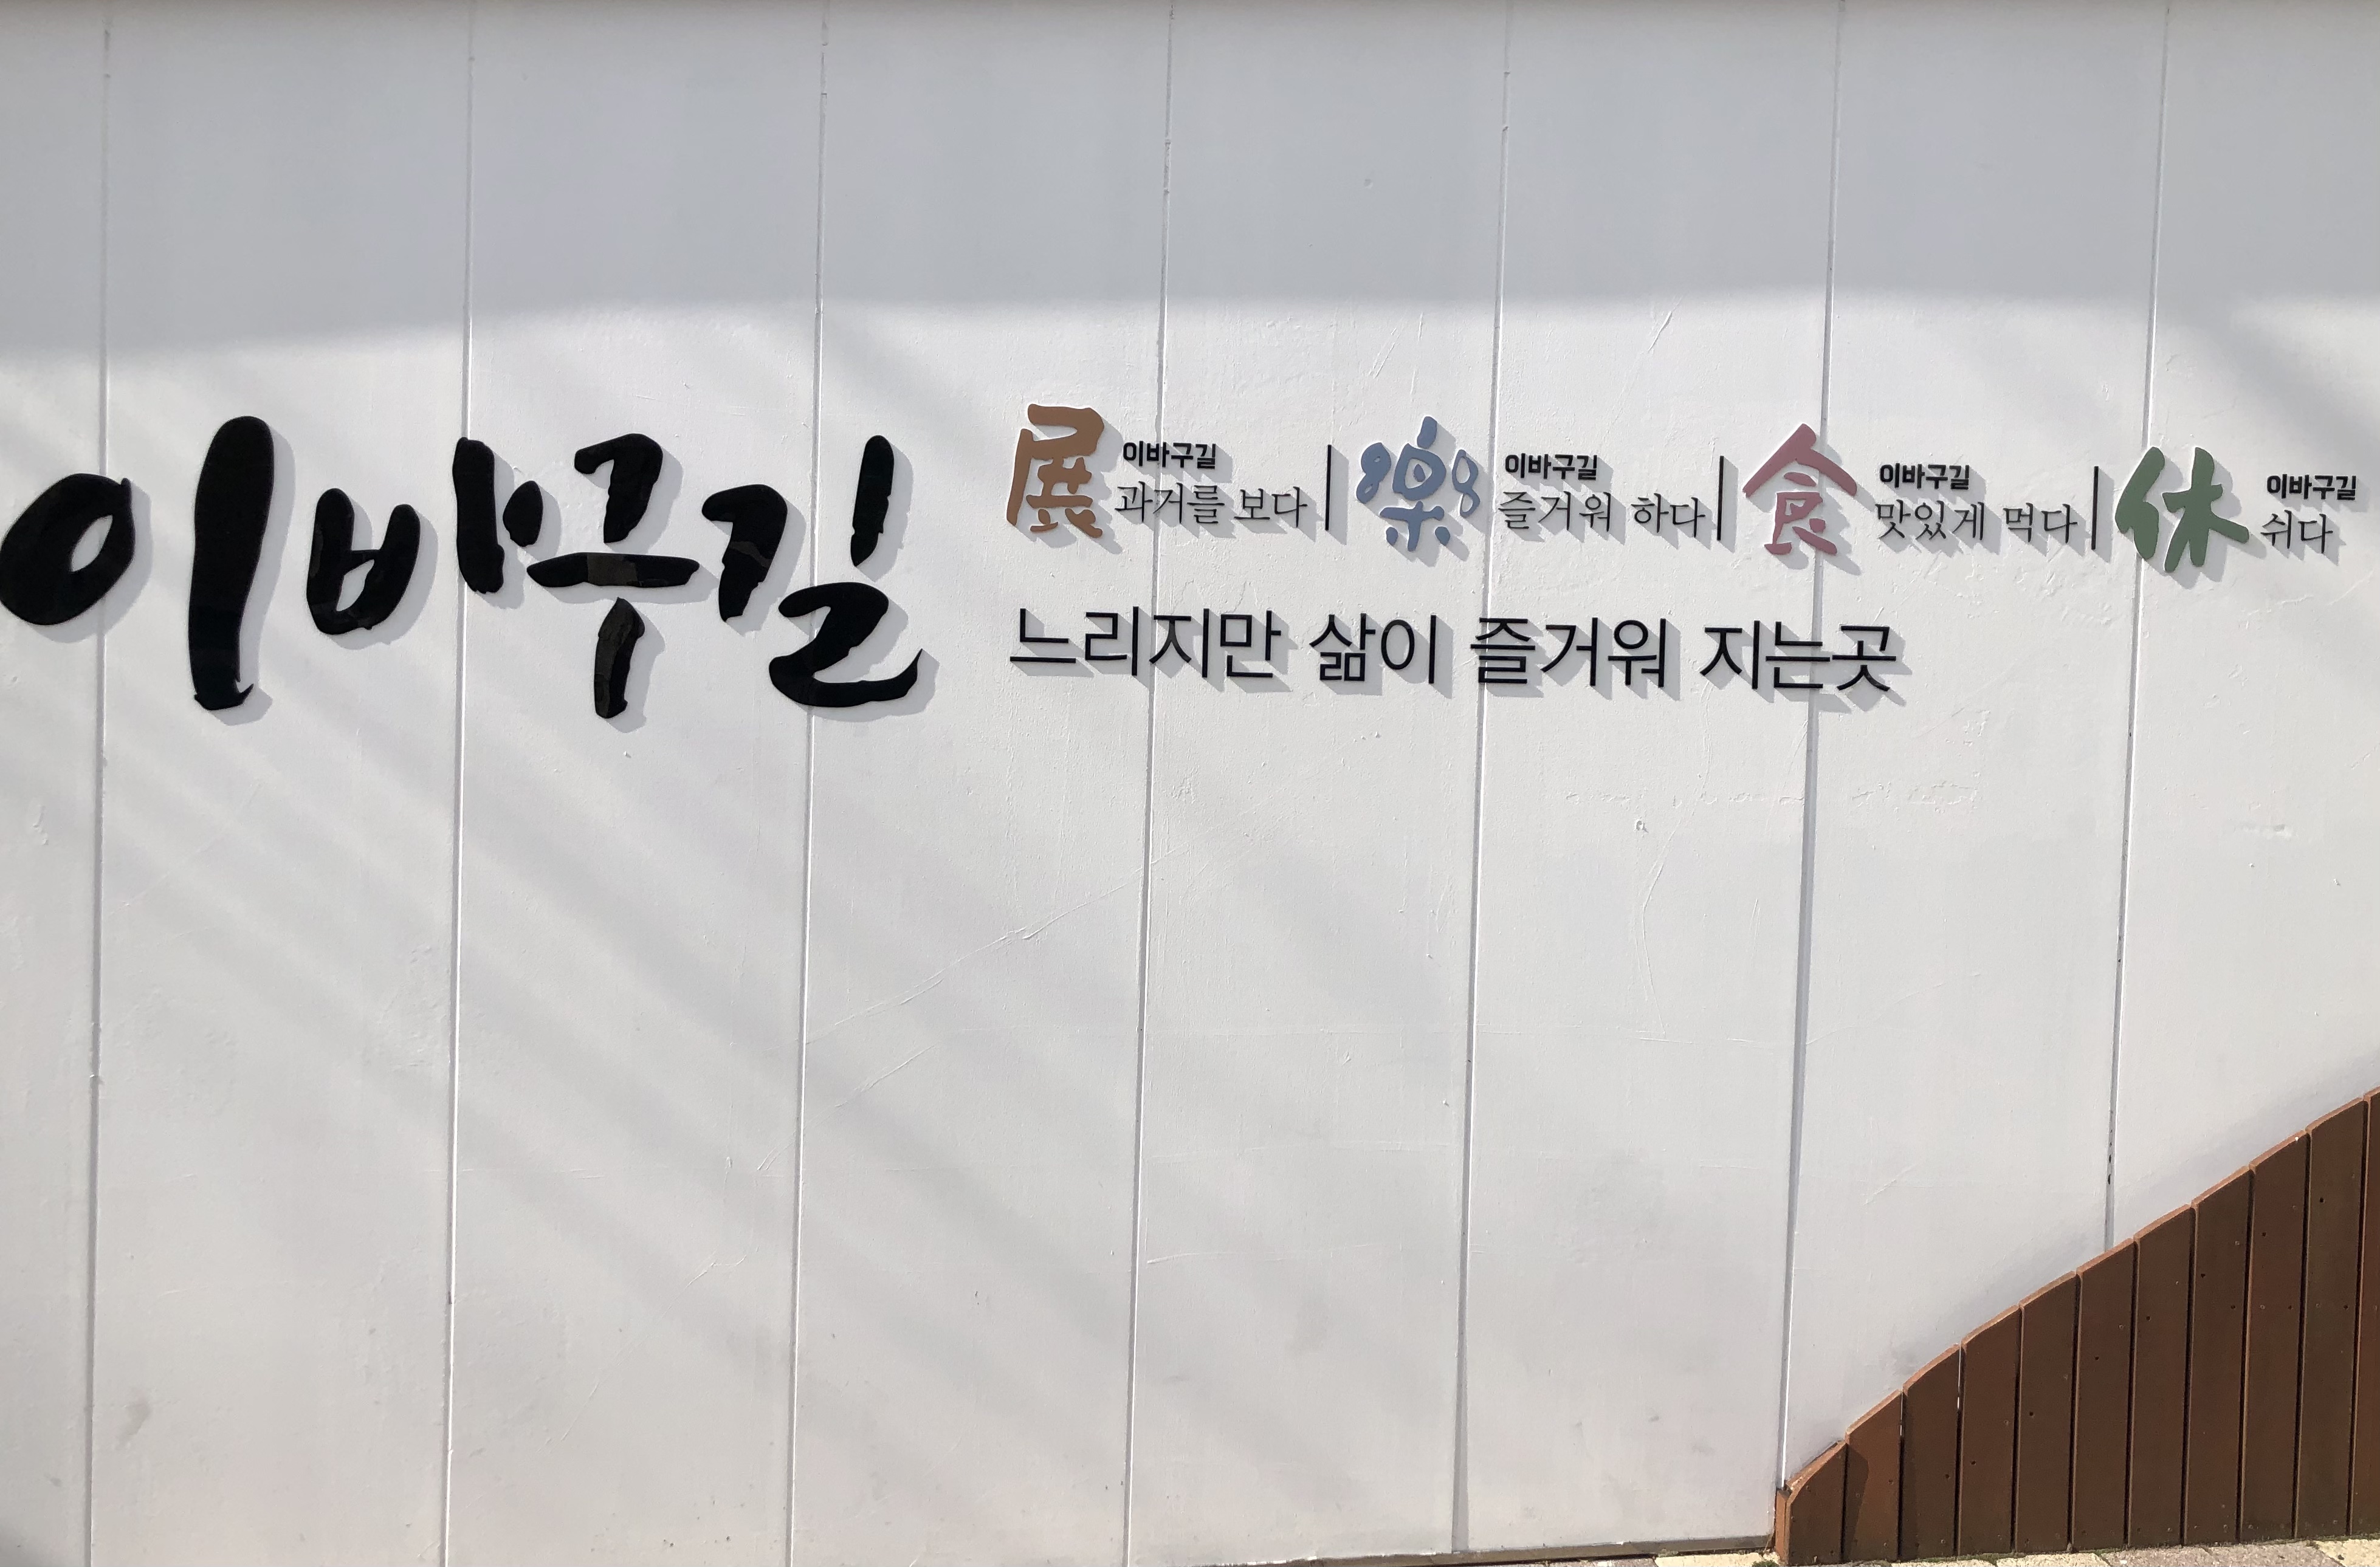 이바구길
展 이바구길 과거를 보다 | 樂 이바구길 즐거워 하다 | 食 이바구길 맛있게 먹다 | 休 이바구길 쉬다
느리지만 삶이 즐거워 지는곳